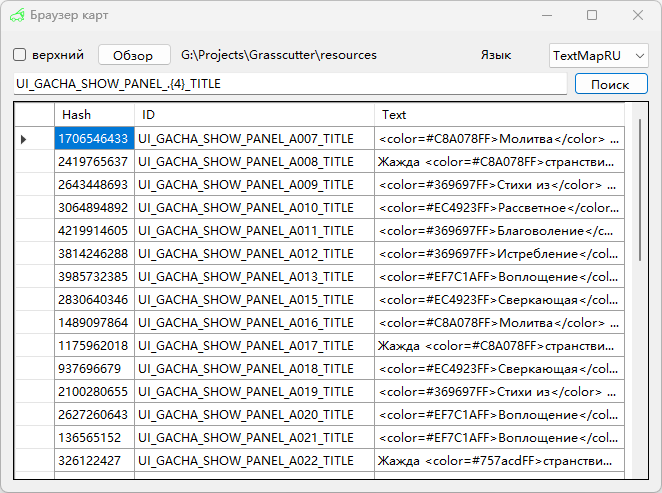 Браузер карт
верхний Обзор G:\Projects\Grasscutter\resources Язык TextMapRU
UI_GACHA_SHOW_PANEL_.{4}_TITLE Поиск
Hash ID Text
1706546433 UI_GACHA_SHOW_PANEL_A007_TITLE <color=#C8A078FF>Молитва</color> ...
2419765637 UI_GACHA_SHOW_PANEL_A008_TITLE Жажда <color=#C8A078FF>странстви...
2643448693 UI_GACHA_SHOW_PANEL_A009_TITLE <color=#369697FF>Стихи из</color> ...
3064894892 UI_GACHA_SHOW_PANEL_A010_TITLE <color=#EC4923FF>Рассветное</color...
4219914605 UI_GACHA_SHOW_PANEL_A011_TITLE <color=#369697FF>Благоволение</c...
3814246288 UI_GACHA_SHOW_PANEL_A012_TITLE <color=#369697FF>Истребление</col...
3985732385 UI_GACHA_SHOW_PANEL_A013_TITLE <color=#EF7C1AFF>Воплощение</col...
2830640346 UI_GACHA_SHOW_PANEL_A015_TITLE <color=#EC4923FF>Сверкающая</col...
1489097864 UI_GACHA_SHOW_PANEL_A016_TITLE <color=#C8A078FF>Молитва</color> ...
1175962018 UI_GACHA_SHOW_PANEL_A017_TITLE Жажда <color=#C8A078FF>странстви...
937696679 UI_GACHA_SHOW_PANEL_A018_TITLE <color=#EC4923FF>Сверкающая</col...
2100280655 UI_GACHA_SHOW_PANEL_A019_TITLE <color=#369697FF>Стихи из</color> ...
2627260643 UI_GACHA_SHOW_PANEL_A020_TITLE <color=#EF7C1AFF>Воплощение</col...
136565152 UI_GACHA_SHOW_PANEL_A021_TITLE <color=#EF7C1AFF>Воплощение</col...
326122427 UI_GACHA_SHOW_PANEL_A022_TITLE Жажда <color=#757acdFF>странстви...